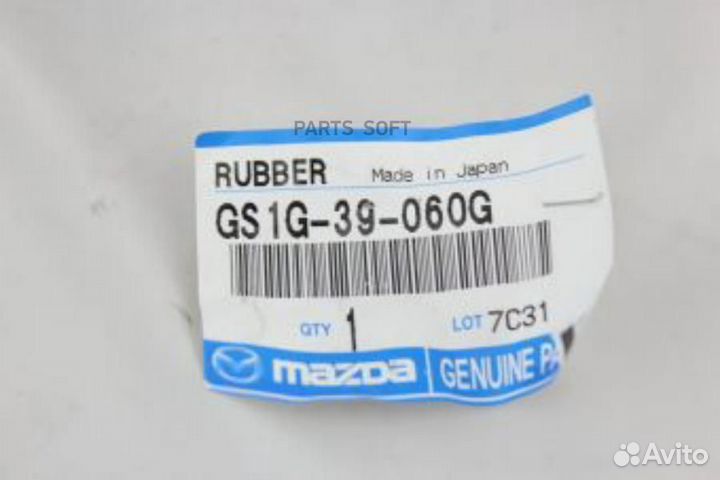 PARTS SOFT
RUBBER Made in Japan
GS1G-39-060G
QTY 1 LOT 7C31
mazda GENUINE PA
Avito